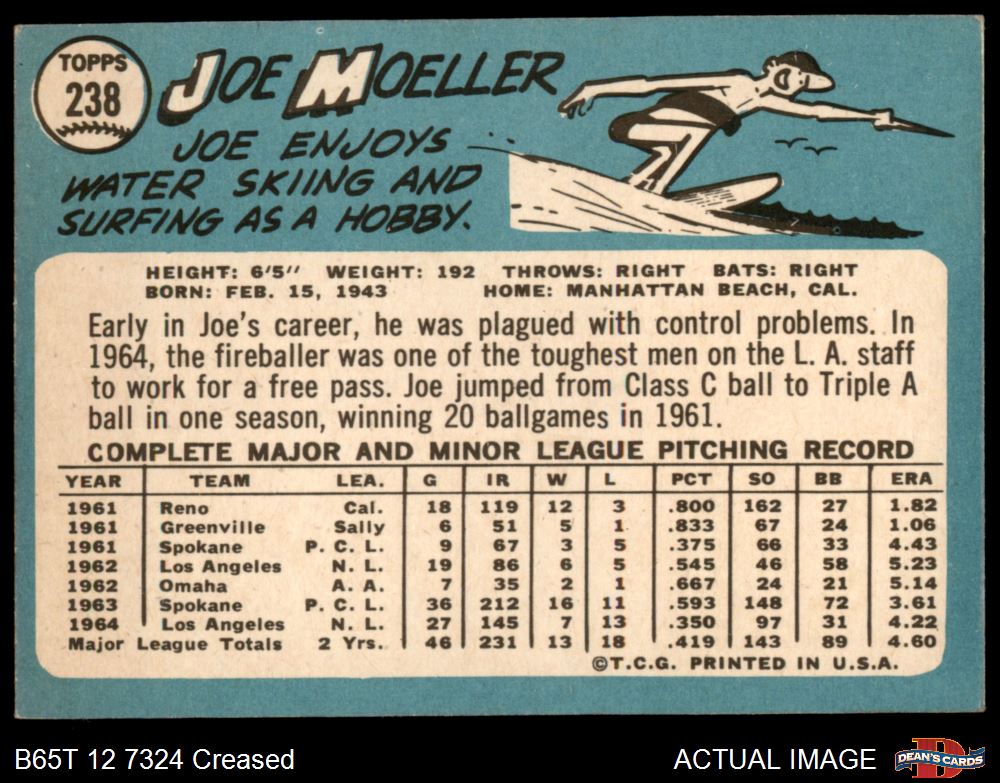 TOPPS
238
JOE MOELLER
JOE ENJOYS
WATER SKIING AND
SURFING AS A HOBBY.
HEIGHT: 6'5" WEIGHT: 192 THROWS: RIGHT BATS: RIGHT
BORN: FEB. 15, 1943 HOME: MANHATTAN BEACH, CAL.
Early in Joe's career, he was plagued with control problems. In
1964, the fireballer was one of the toughest men on the L. A. staff
to work for a free pass. Joe jumped from Class C ball to Triple A
ball in one season, winning 20 ballgames in 1961.
COMPLETE MAJOR AND MINOR LEAGUE PITCHING RECORD
YEAR TEAM LEA. G IR W L PCT SO BB ERA
1961 Reno Cal. 18 119 12 3 .800 162 27 1.82
1961 Greenville Sally 6 51 5 1 .833 67 24 1.06
1961 Spokane P. C. L. 9 67 3 5 .375 66 33 4.43
1962 Los Angeles N. L. 19 86 6 5 .545 46 58 5.23
1962 Omaha A. A. 7 35 2 1 .667 24 21 5.14
1963 Spokane P. C. L. 36 212 16 11 .593 148 72 3.61
1964 Los Angeles N. L. 27 145 7 13 .350 97 31 4.22
Major League Totals 2 Yrs. 46 231 13 18 .419 143 89 4.60
©T.C.G. PRINTED IN U.S.A.
B65T 12 7324 Creased ACTUAL IMAGE
D
DEAN'S CARDS